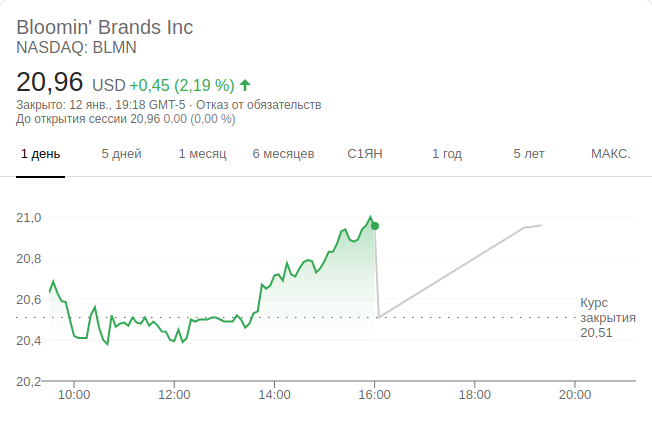 Bloomin' Brands Inc
NASDAQ: BLMN
20,96 USD +0,45 (2,19 %)
Закрыто: 12 янв., 19:18 GMT-5 · Отказ от обязательств
До открытия сессии 20,96 0,00 (0,00 %)
1 день 5 дней 1 месяц 6 месяцев С1ЯН 1 год 5 лет МАКС.
21,0
20,8
20,6
Курс
закрытия
20,51
20,4
20,2
10:00 12:00 14:00 16:00 18:00 20:00